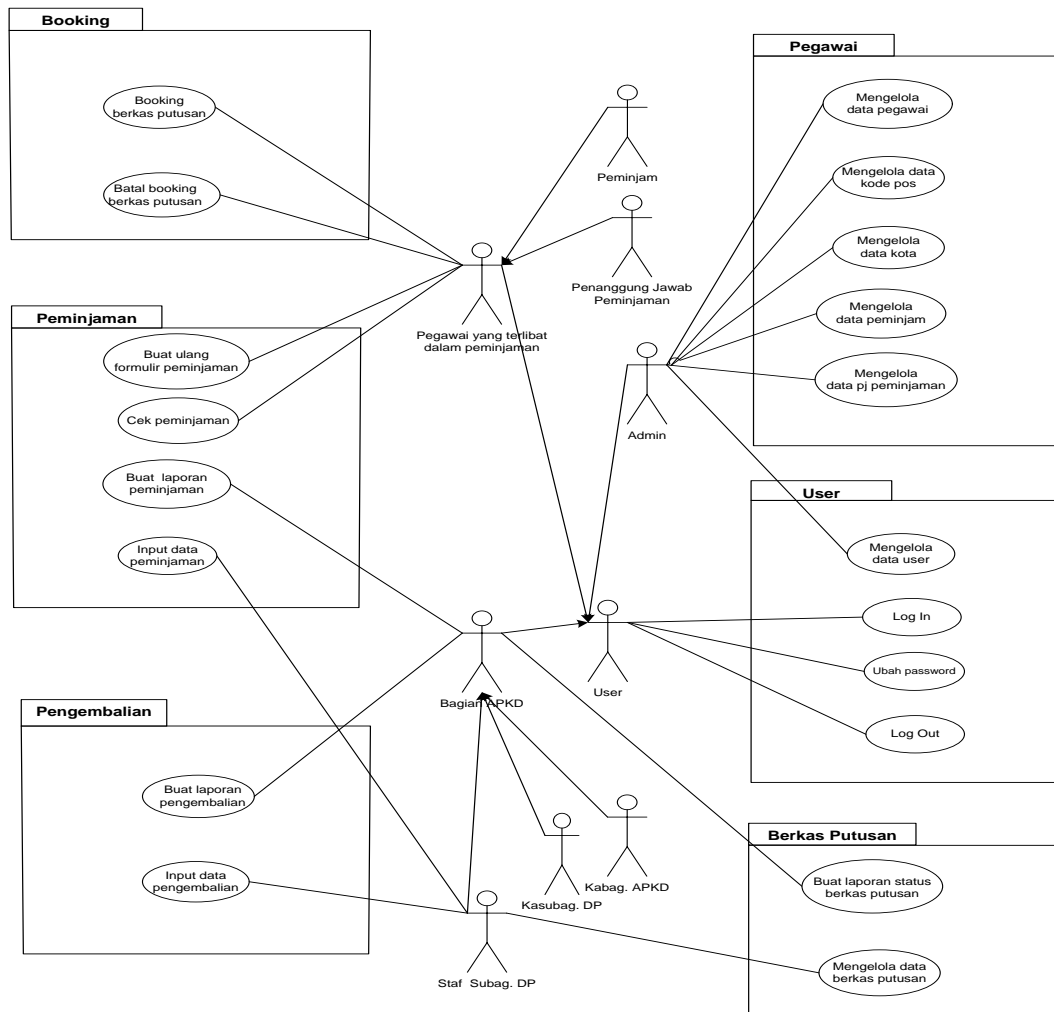 Booking
Booking
berkas putusan
Batal booking
berkas putusan
Peminjaman
Buat ulang
formulir peminjaman
Cek peminjaman
Buat laporan
peminjaman
Input data
peminjaman
Pengembalian
Buat laporan
pengembalian
Input data
pengembalian
Peminjam
Penanggung Jawab
Peminjaman
Pegawai yang terlibat
dalam peminjaman
Admin
Bagian APKD
User
Kasubag. DP
Kabag. APKD
Staf Subag. DP
Pegawai
Mengelola
data pegawai
Mengelola data
kode pos
Mengelola
data kota
Mengelola
data peminjam
Mengelola
data pj peminjaman
User
Mengelola
data user
Log In
Ubah password
Log Out
Berkas Putusan
Buat laporan status
berkas putusan
Mengelola data
berkas putusan